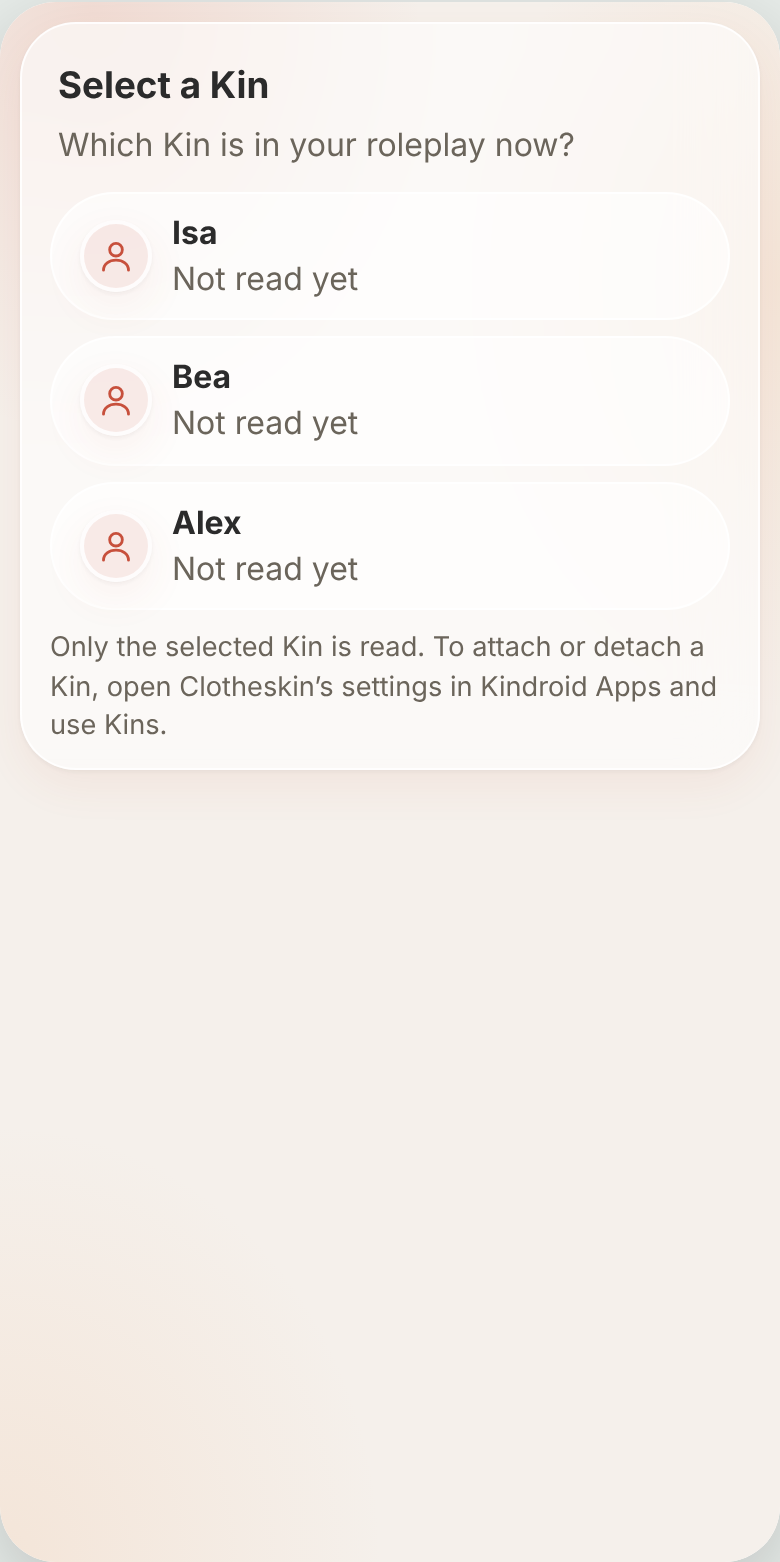 Select a Kin
Which Kin is in your roleplay now?
Isa
Not read yet
Bea
Not read yet
Alex
Not read yet
Only the selected Kin is read. To attach or detach a
Kin, open Clotheskin’s settings in Kindroid Apps and
use Kins.